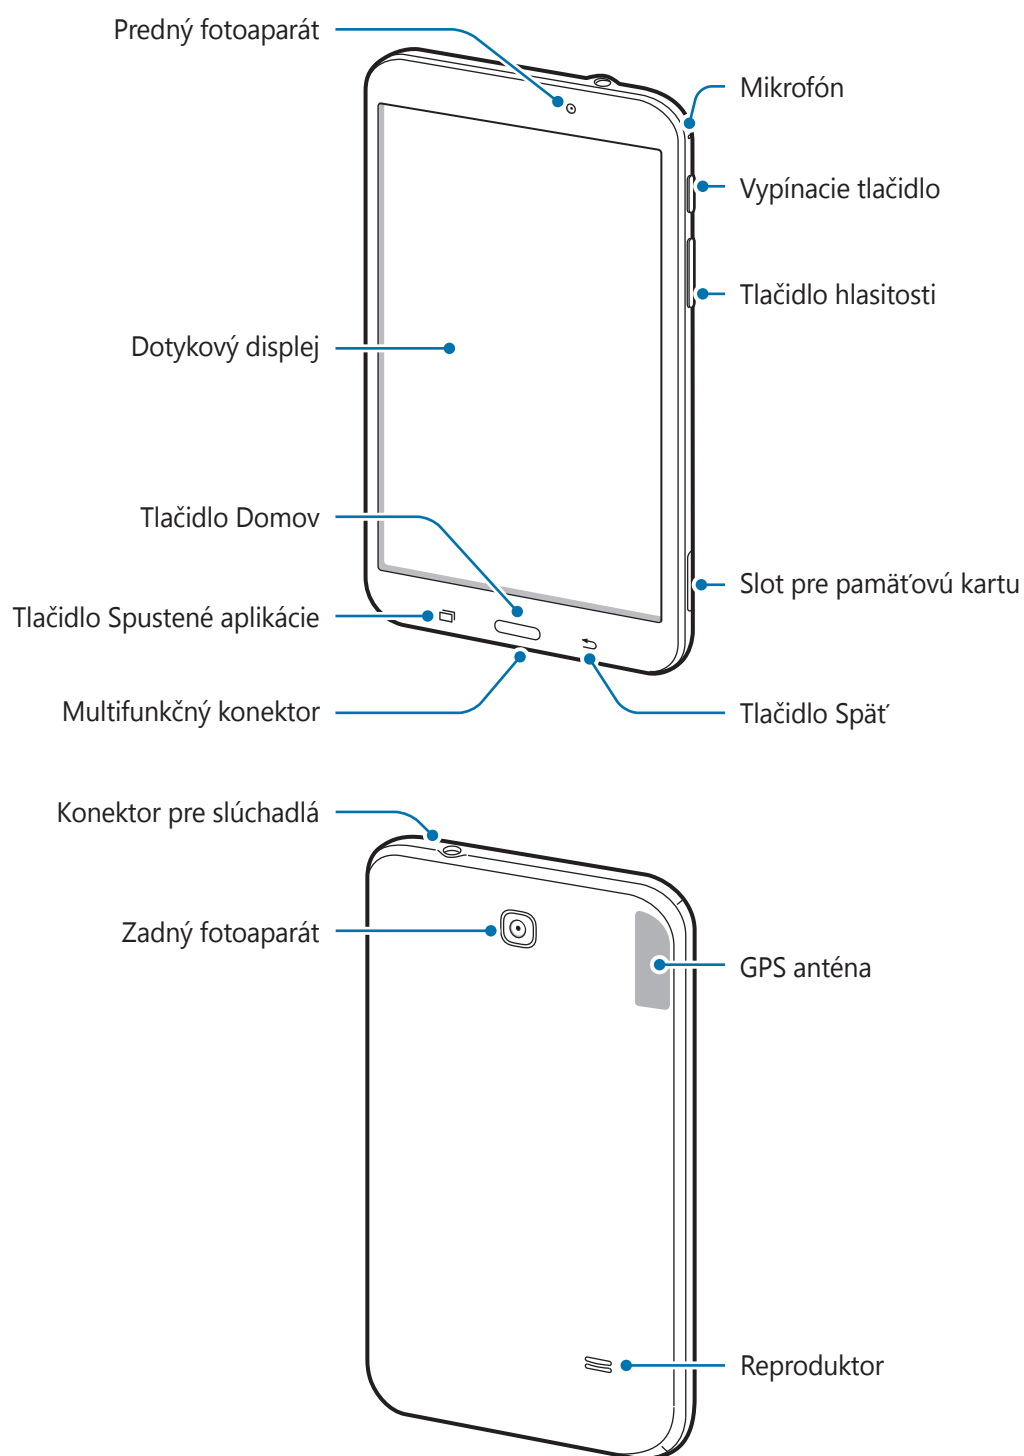 Predný fotoaparát
Mikrofón
Vypínacie tlačidlo
Tlačidlo hlasitosti
Dotykový displej
Tlačidlo Domov
Slot pre pamäťovú kartu
Tlačidlo Spustené aplikácie
Multifunkčný konektor
Tlačidlo Späť
Konektor pre slúchadlá
Zadný fotoaparát
GPS anténa
Reproduktor